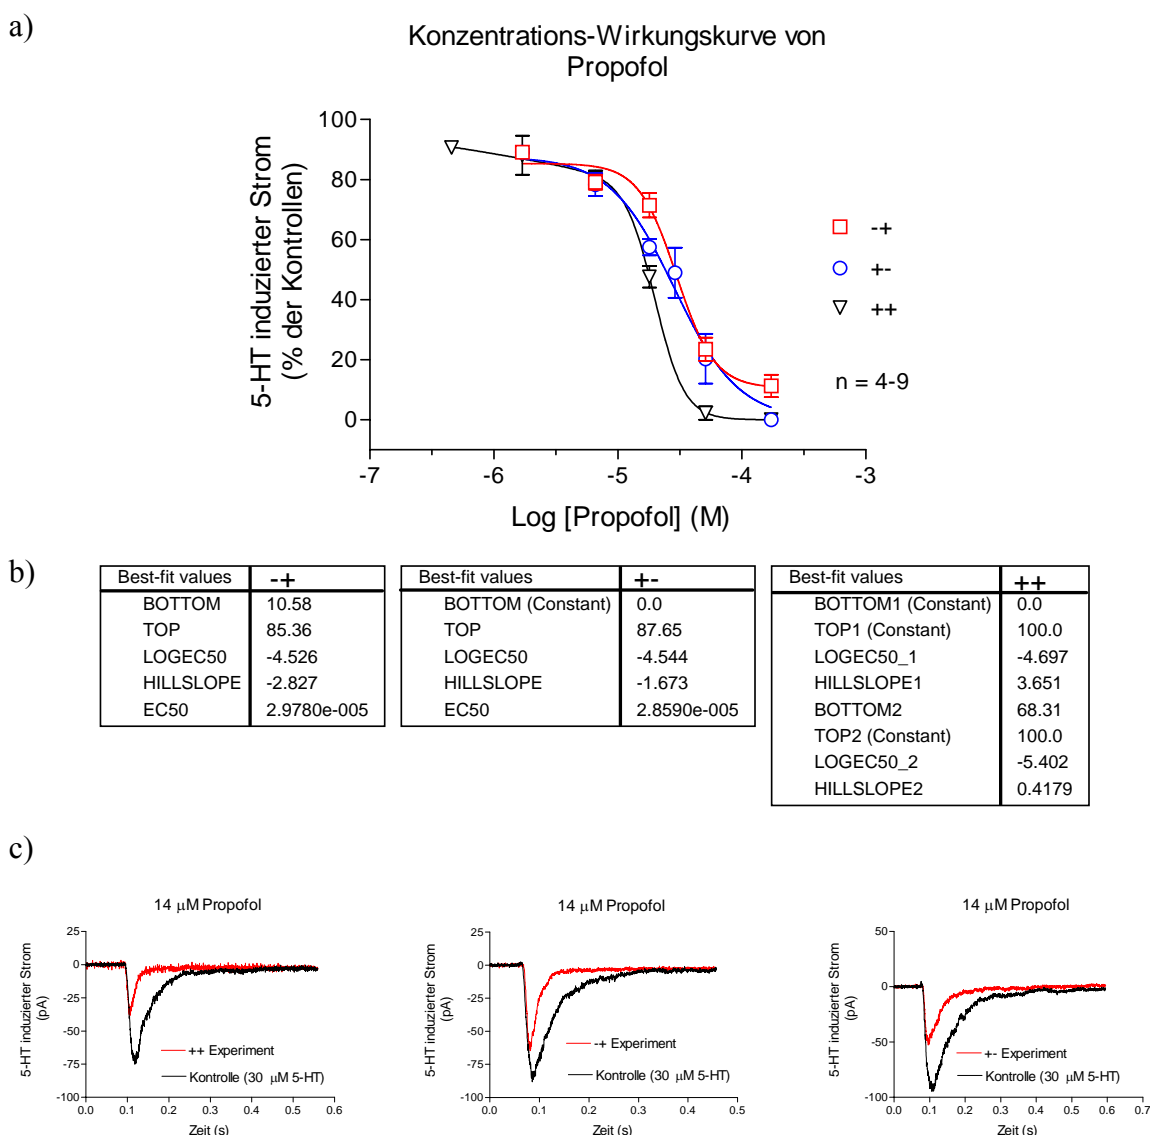 a)
Konzentrations-Wirkungskurve von
Propofol
5-HT induzierter Strom
(% der Kontrollen)
100
80
60
40
20
0
-7
-6
-5
-4
-3
Log [Propofol] (M)
-+
+-
++
n = 4-9
b)
Best-fit values -+
BOTTOM 10.58
TOP 85.36
LOGEC50 -4.526
HILLSLOPE -2.827
EC50 2.9780e-005
Best-fit values +-
BOTTOM (Constant) 0.0
TOP 87.65
LOGEC50 -4.544
HILLSLOPE -1.673
EC50 2.8590e-005
Best-fit values ++
BOTTOM1 (Constant) 0.0
TOP1 (Constant) 100.0
LOGEC50_1 -4.697
HILLSLOPE1 3.651
BOTTOM2 68.31
TOP2 (Constant) 100.0
LOGEC50_2 -5.402
HILLSLOPE2 0.4179
c)
14 μM Propofol
5-HT induzierter Strom
(pA)
25
0
-25
-50
-75
-100
0.0 0.1 0.2 0.3 0.4 0.5 0.6
Zeit (s)
++ Experiment
Kontrolle (30 μM 5-HT)
14 μM Propofol
5-HT induzierter Strom
(pA)
25
0
-25
-50
-75
-100
0.0 0.1 0.2 0.3 0.4 0.5
Zeit (s)
-+ Experiment
Kontrolle (30 μM 5-HT)
14 μM Propofol
5-HT induzierter Strom
(pA)
50
0
-50
-100
0.0 0.1 0.2 0.3 0.4 0.5 0.6 0.7
Zeit (s)
+- Experiment
Kontrolle (30 μM 5-HT)